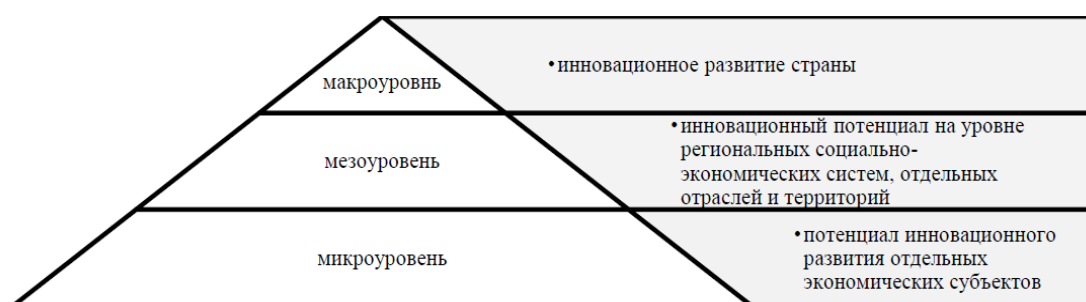 макроуровнь
•инновационное развитие страны
мезоуровень
•инновационный потенциал на уровне
региональных социально-
экономических систем, отдельных
отраслей и территорий
микроуровень
•потенциал инновационного
развития отдельных
экономических субъектов